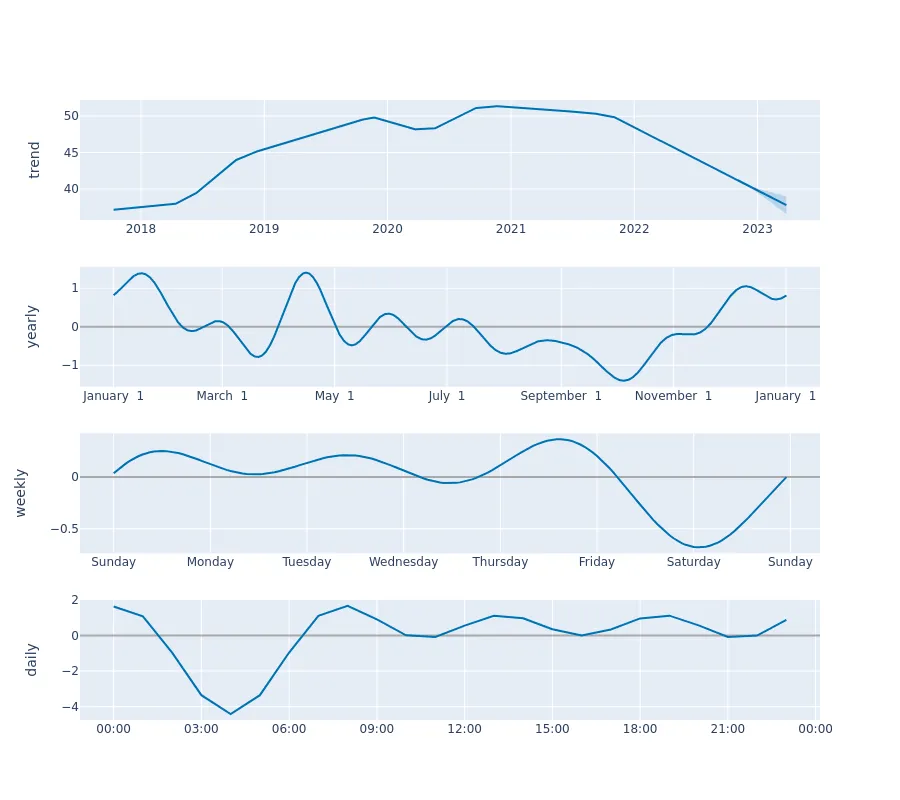 trend
50
45
40
2018 2019 2020 2021 2022 2023
yearly
1
0
−1
January 1 March 1 May 1 July 1 September 1 November 1 January 1
weekly
0
−0.5
Sunday Monday Tuesday Wednesday Thursday Friday Saturday Sunday
daily
2
0
−2
−4
00:00 03:00 06:00 09:00 12:00 15:00 18:00 21:00 00:00